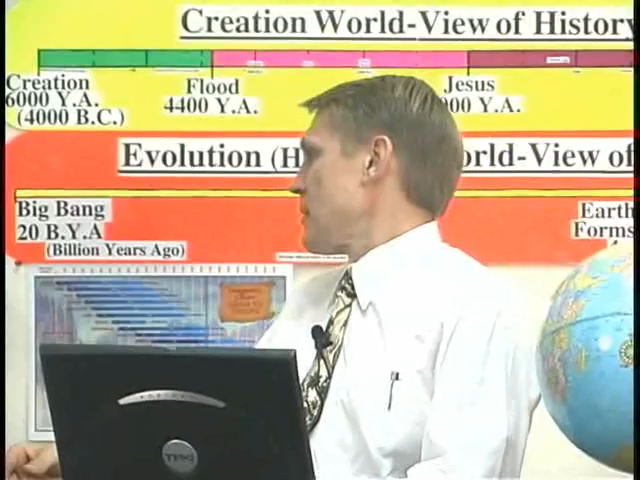 Creation World-View of History
Creation
6000 Y.A.
(4000 B.C.)
Flood
4400 Y.A.
Jesus
000 Y.A.
Evolution (H
orld-View of
Big Bang
20 B.Y.A
(Billion Years Ago)
Earth
Forms